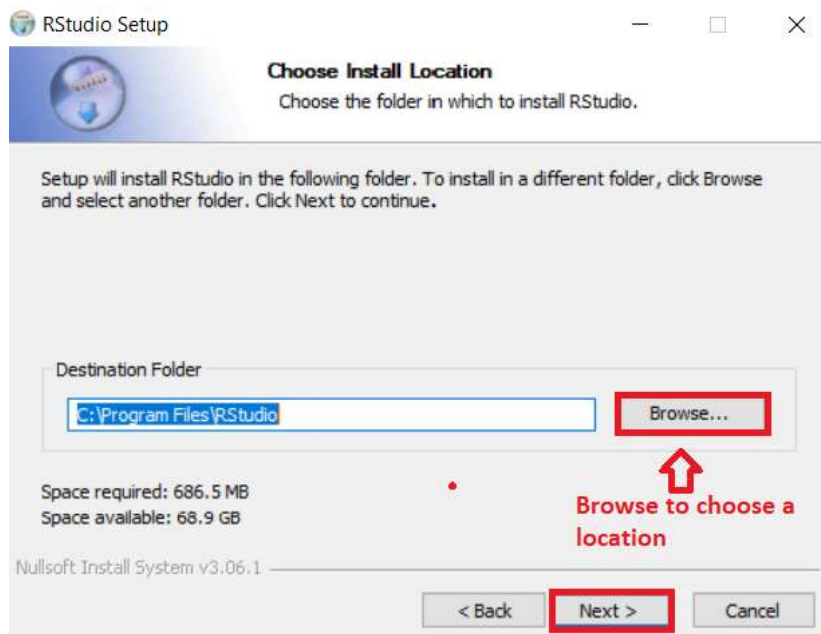 RStudio Setup
Choose Install Location
Choose the folder in which to install RStudio.
Setup will install RStudio in the following folder. To install in a different folder, click Browse
and select another folder. Click Next to continue.
Destination Folder
C:\Program Files\RStudio
Browse...
Space required: 686.5 MB
Space available: 68.9 GB
Browse to choose a
location
Nullsoft Install System v3.06.1
< Back
Next >
Cancel